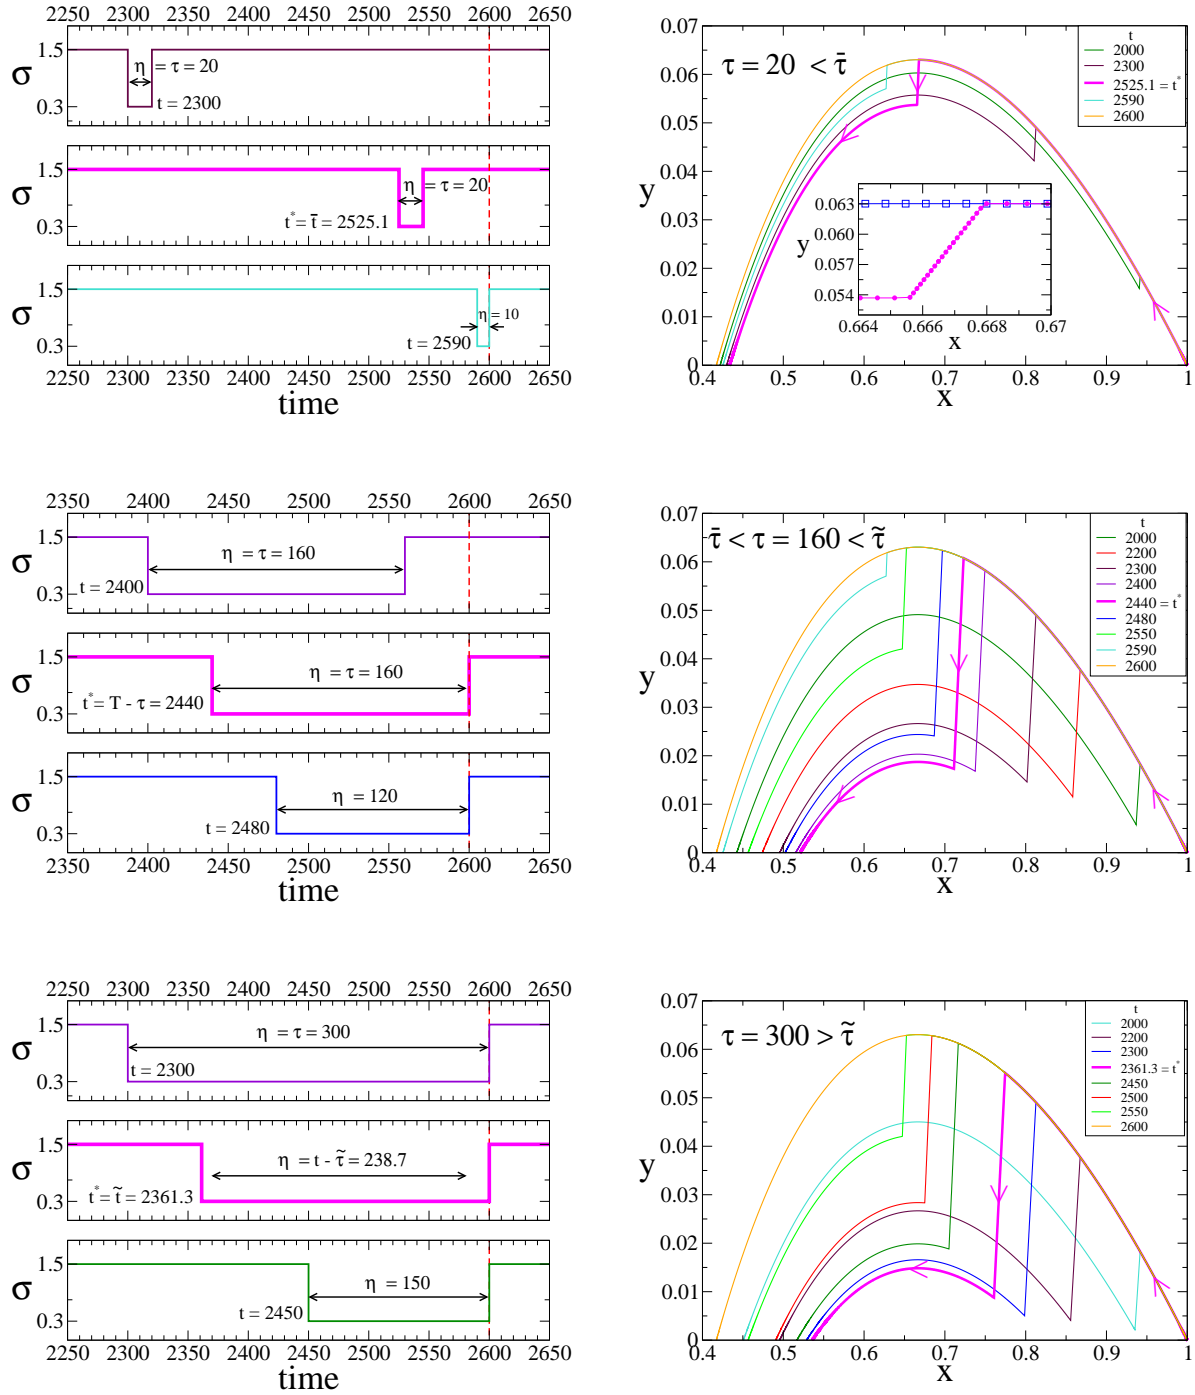 2250 2300 2350 2400 2450 2500 2550 2600 2650
σ
1.5
0.3
η = τ = 20
t = 2300
σ
1.5
0.3
η = τ = 20
t* = t̄ = 2525.1
σ
1.5
0.3
η = 10
t = 2590
2250 2300 2350 2400 2450 2500 2550 2600 2650
time
0.07
0.06
0.05
0.04
0.03
0.02
0.01
0
y
τ = 20 < τ̄
t
2000
2300
2525.1 = t*
2590
2600
0.063
0.06
0.057
0.054
y
0.664 0.666 0.668 0.67
x
0.4 0.5 0.6 0.7 0.8 0.9 1
x
2350 2400 2450 2500 2550 2600 2650
σ
1.5
0.3
η = τ = 160
t = 2400
σ
1.5
0.3
η = τ = 160
t* = T - τ = 2440
σ
1.5
0.3
η = 120
t = 2480
2350 2400 2450 2500 2550 2600 2650
time
0.07
0.06
0.05
0.04
0.03
0.02
0.01
0
y
τ̄ < τ = 160 < τ̃
t
2000
2200
2300
2400
2440 = t*
2480
2550
2590
2600
0.4 0.5 0.6 0.7 0.8 0.9 1
x
2250 2300 2350 2400 2450 2500 2550 2600 2650
σ
1.5
0.3
η = τ = 300
t = 2300
σ
1.5
0.3
η = t - τ̃ = 238.7
t* = t̃ = 2361.3
σ
1.5
0.3
η = 150
t = 2450
2250 2300 2350 2400 2450 2500 2550 2600 2650
time
0.07
0.06
0.05
0.04
0.03
0.02
0.01
0
y
τ = 300 > τ̃
t
2000
2200
2300
2361.3 = t*
2450
2500
2550
2600
0.4 0.5 0.6 0.7 0.8 0.9 1
x